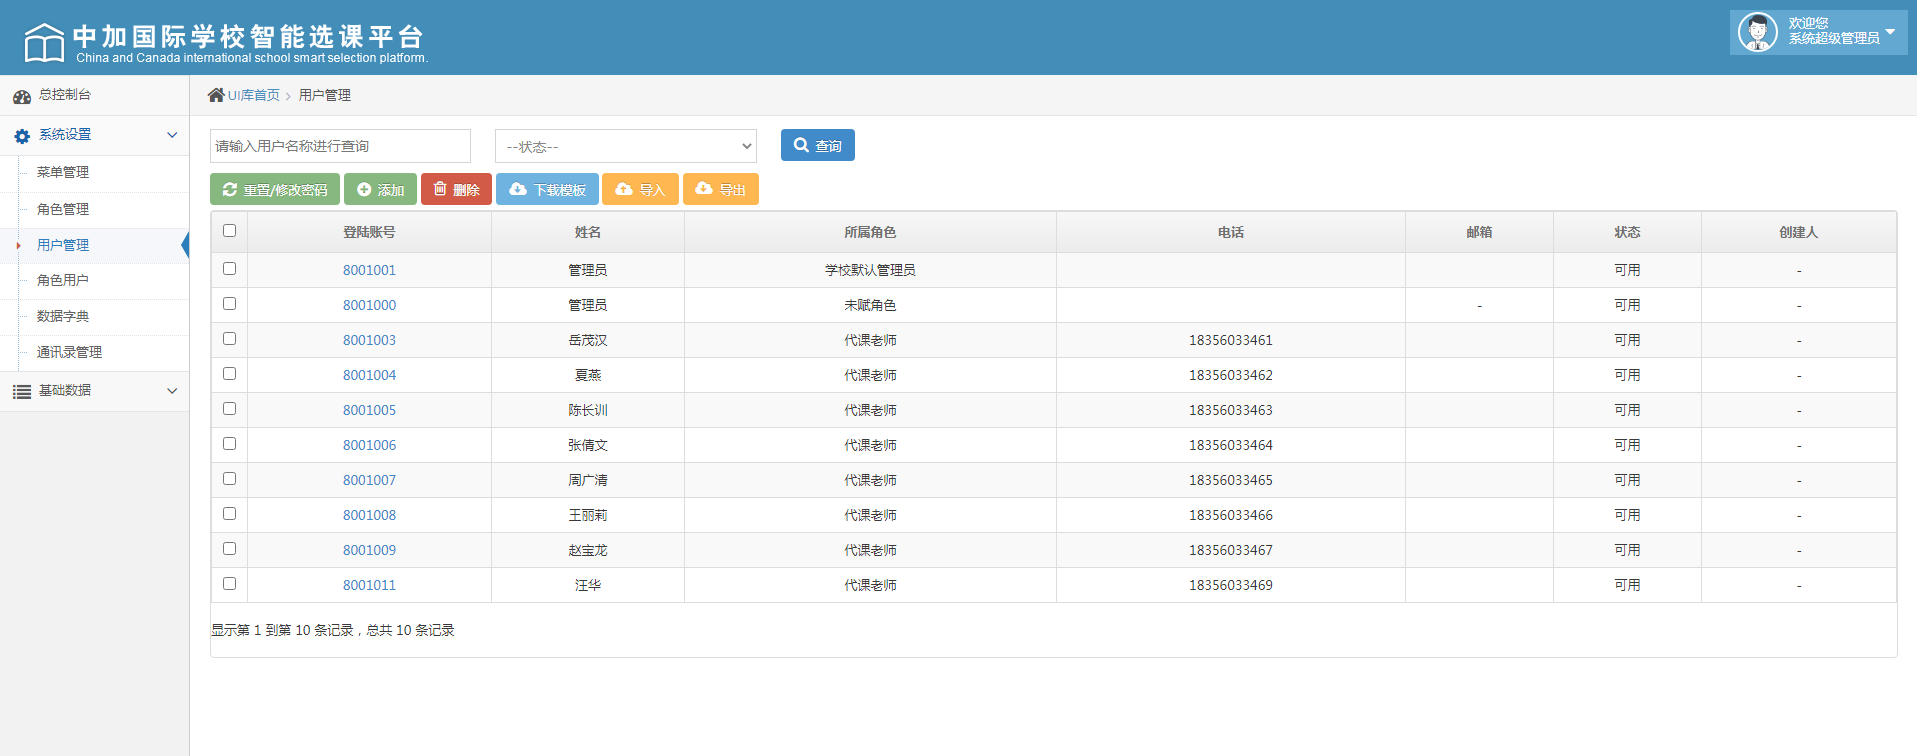 中加国际学校智能选课平台
China and Canada international school smart selection platform.
欢迎您
系统超级管理员
总控制台
系统设置
菜单管理
角色管理
用户管理
角色用户
数据字典
通讯录管理
基础数据
UI库首页 > 用户管理
请输入用户名称进行查询 --状态-- 查询
重置/修改密码 添加 删除 下载模板 导入 导出
登陆账号 姓名 所属角色 电话 邮箱 状态 创建人
8001001 管理员 学校默认管理员 可用 -
8001000 管理员 未赋角色 - 可用 -
8001003 岳茂汉 代课老师 18356033461 可用 -
8001004 夏燕 代课老师 18356033462 可用 -
8001005 陈长训 代课老师 18356033463 可用 -
8001006 张倩文 代课老师 18356033464 可用 -
8001007 周广清 代课老师 18356033465 可用 -
8001008 王丽莉 代课老师 18356033466 可用 -
8001009 赵宝龙 代课老师 18356033467 可用 -
8001011 汪华 代课老师 18356033469 可用 -
显示第 1 到第 10 条记录，总共 10 条记录